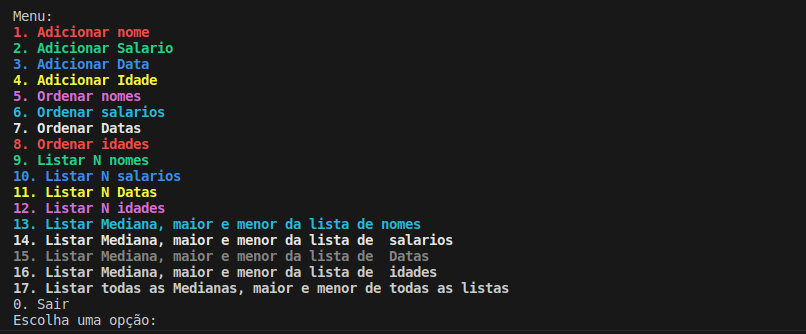 Menu:
1. Adicionar nome
2. Adicionar Salario
3. Adicionar Data
4. Adicionar Idade
5. Ordenar nomes
6. Ordenar salarios
7. Ordenar Datas
8. Ordenar idades
9. Listar N nomes
10. Listar N salarios
11. Listar N Datas
12. Listar N idades
13. Listar Mediana, maior e menor da lista de nomes
14. Listar Mediana, maior e menor da lista de  salarios
15. Listar Mediana, maior e menor da lista de  Datas
16. Listar Mediana, maior e menor da lista de  idades
17. Listar todas as Medianas, maior e menor de todas as listas
0. Sair
Escolha uma opção: